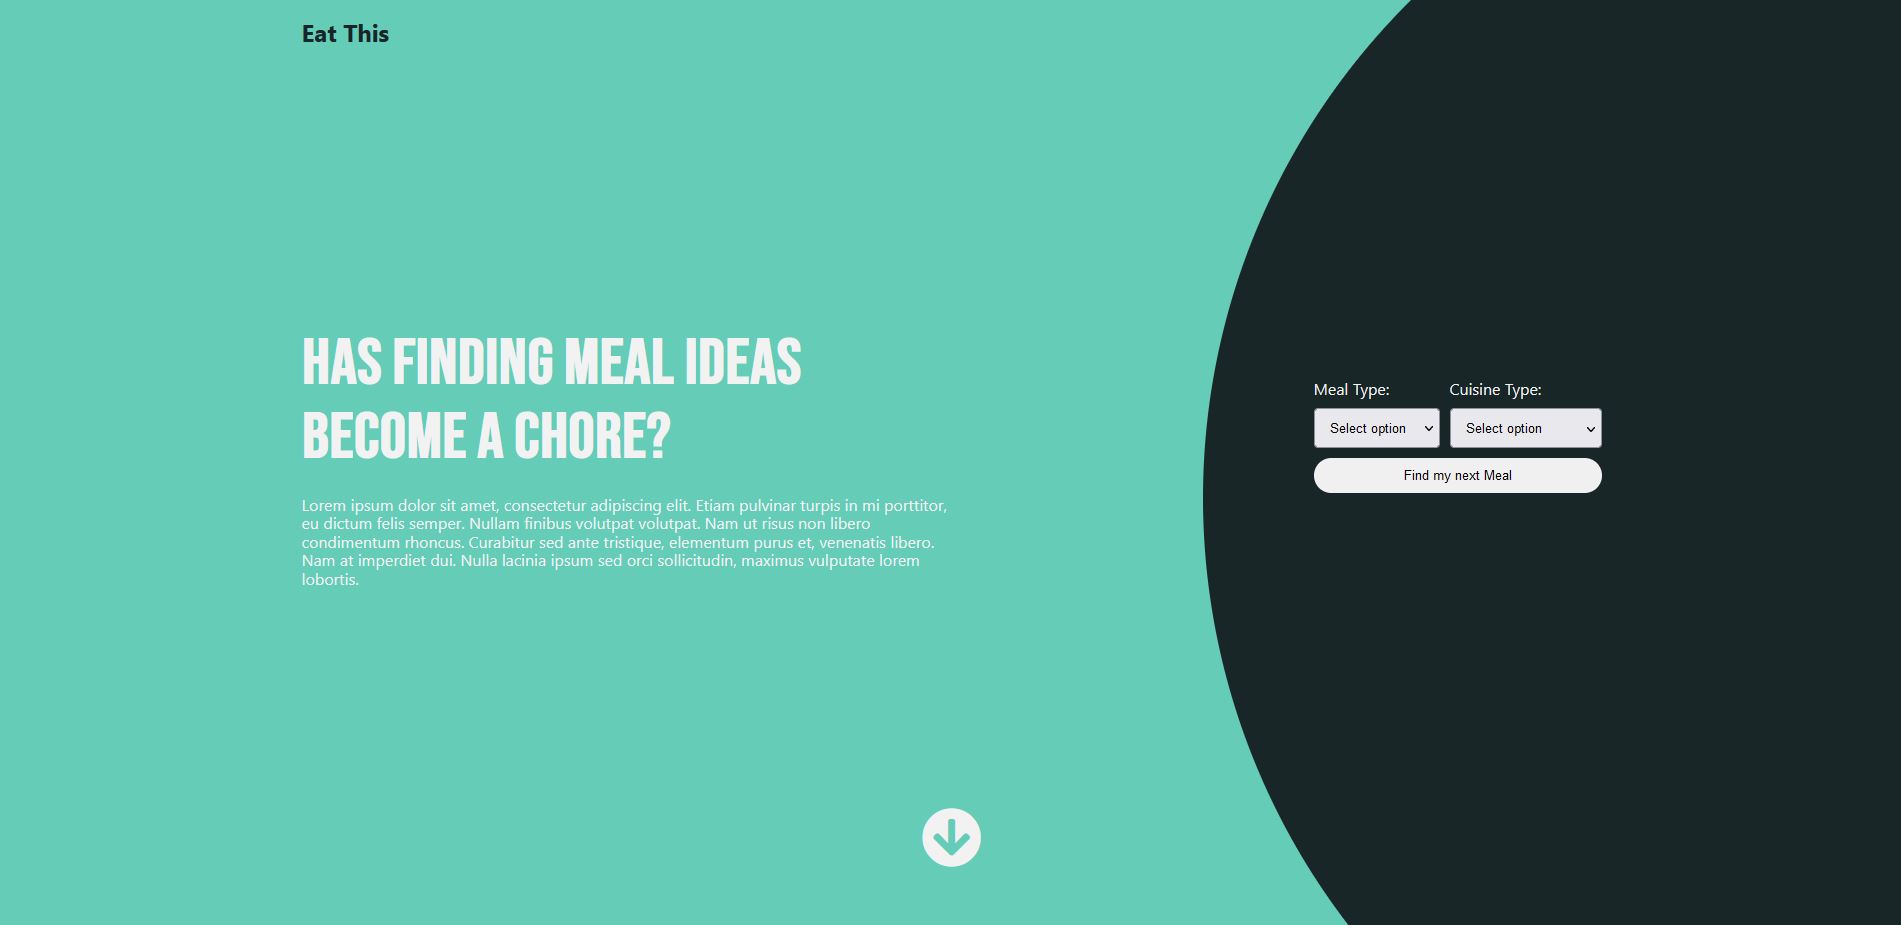 Eat This
HAS FINDING MEAL IDEAS
BECOME A CHORE?
Lorem ipsum dolor sit amet, consectetur adipiscing elit. Etiam pulvinar turpis in mi porttitor,
eu dictum felis semper. Nullam finibus volutpat volutpat. Nam ut risus non libero
condimentum rhoncus. Curabitur sed ante tristique, elementum purus et, venenatis libero.
Nam at imperdiet dui. Nulla lacinia ipsum sed orci sollicitudin, maximus vulputate lorem
lobortis.
Meal Type: Cuisine Type:
Select option Select option
Find my next Meal